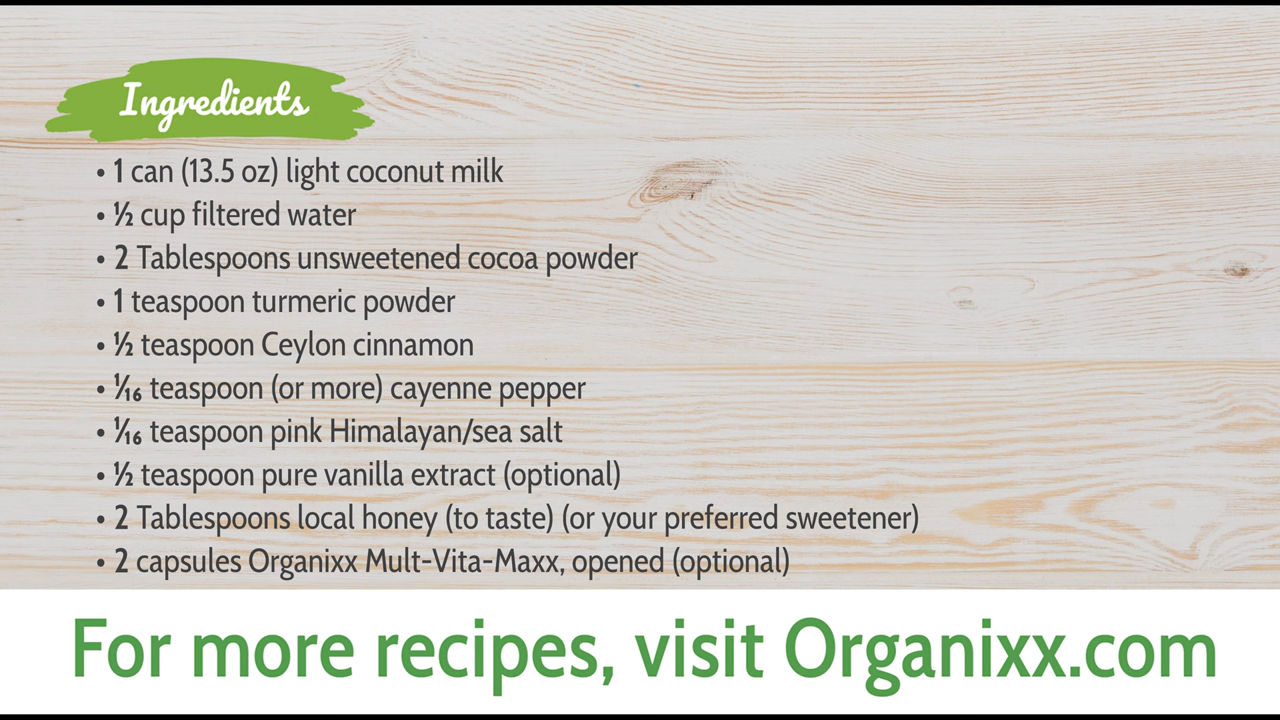 Ingredients
• 1 can (13.5 oz) light coconut milk
• ½ cup filtered water
• 2 Tablespoons unsweetened cocoa powder
• 1 teaspoon turmeric powder
• ½ teaspoon Ceylon cinnamon
• ¹⁄₁₆ teaspoon (or more) cayenne pepper
• ¹⁄₁₆ teaspoon pink Himalayan/sea salt
• ½ teaspoon pure vanilla extract (optional)
• 2 Tablespoons local honey (to taste) (or your preferred sweetener)
• 2 capsules Organixx Mult-Vita-Maxx, opened (optional)
For more recipes, visit Organixx.com